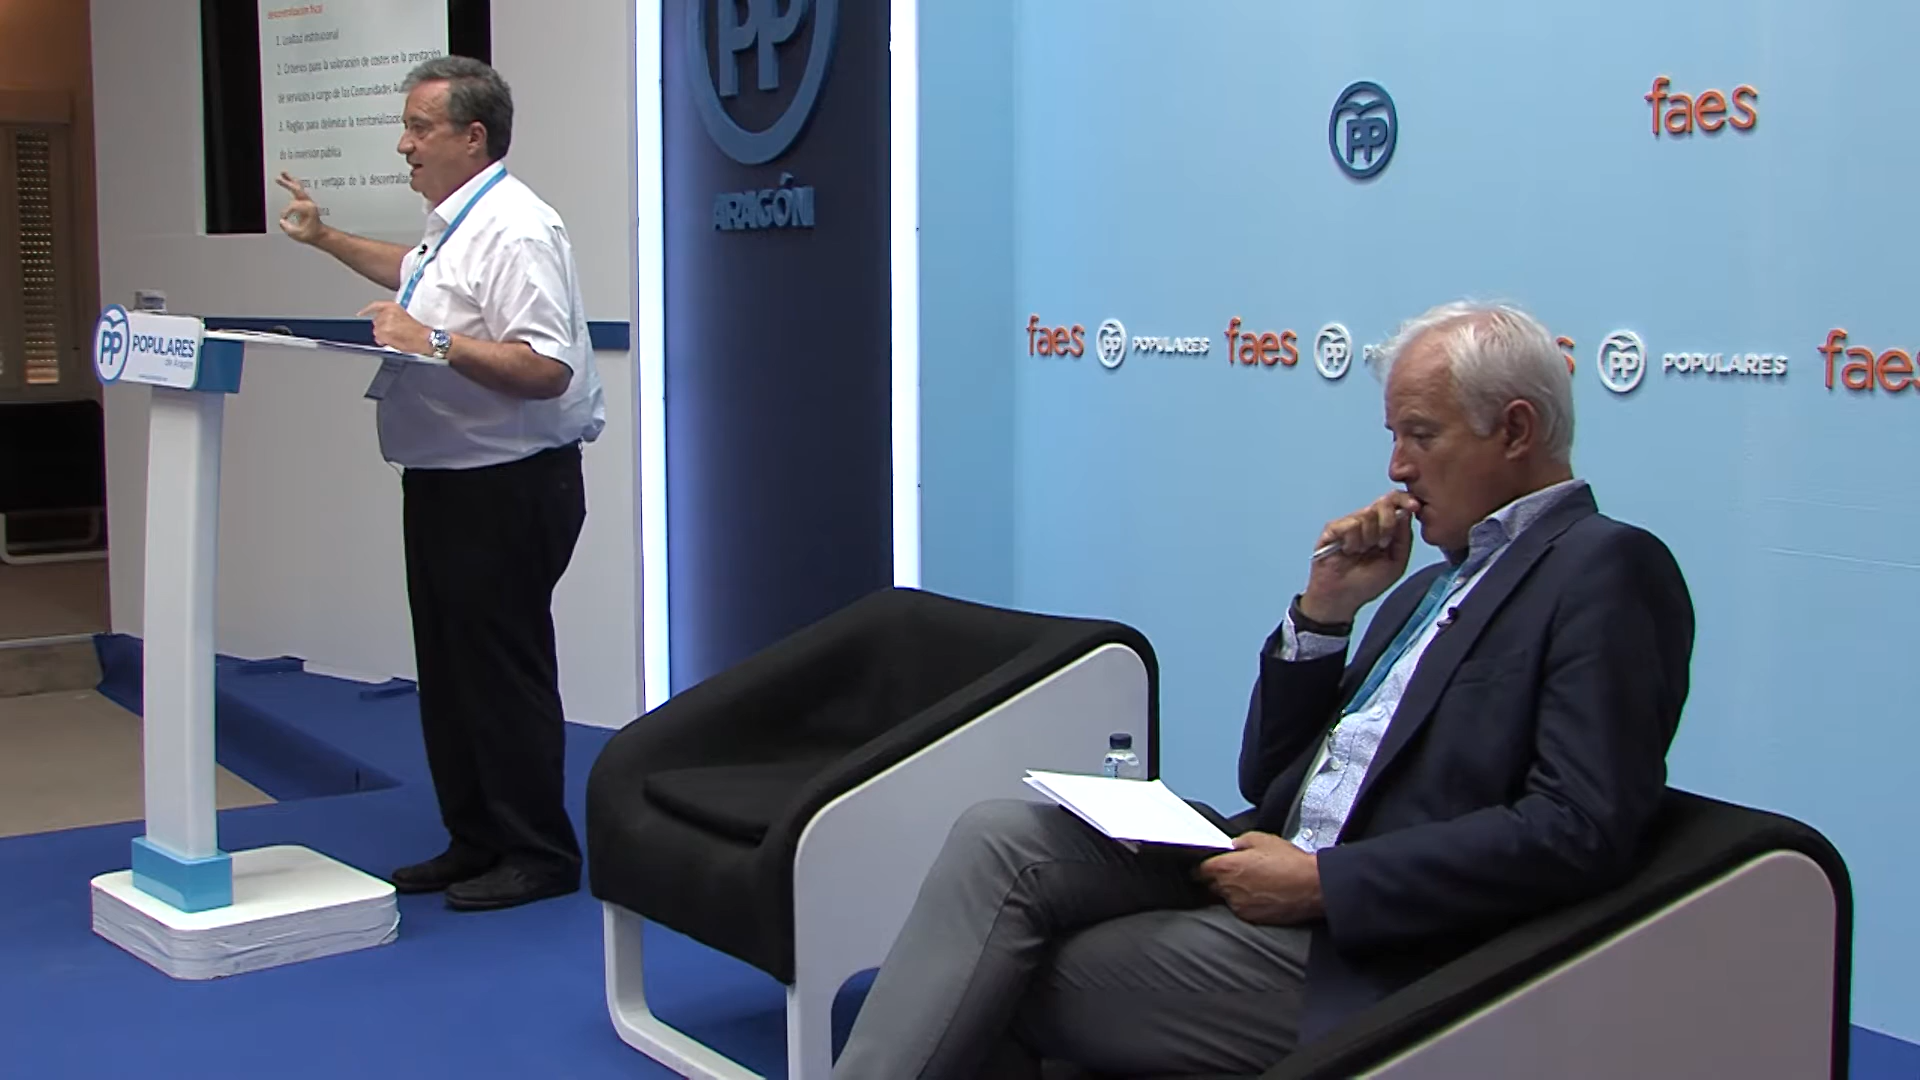 descentralización fiscal
1. Lealtad institucional
2. Criterios para la valoración de costes en la prestación
de servicios a cargo de las Comunidades
3. Reglas para delimitar la territorialización
de la inversión pública
y ventajas de la
PP
ARAGÓN
PP
faes
PP POPULARES
de Aragón
faes PP POPULARES faes PP PP POPULARES faes